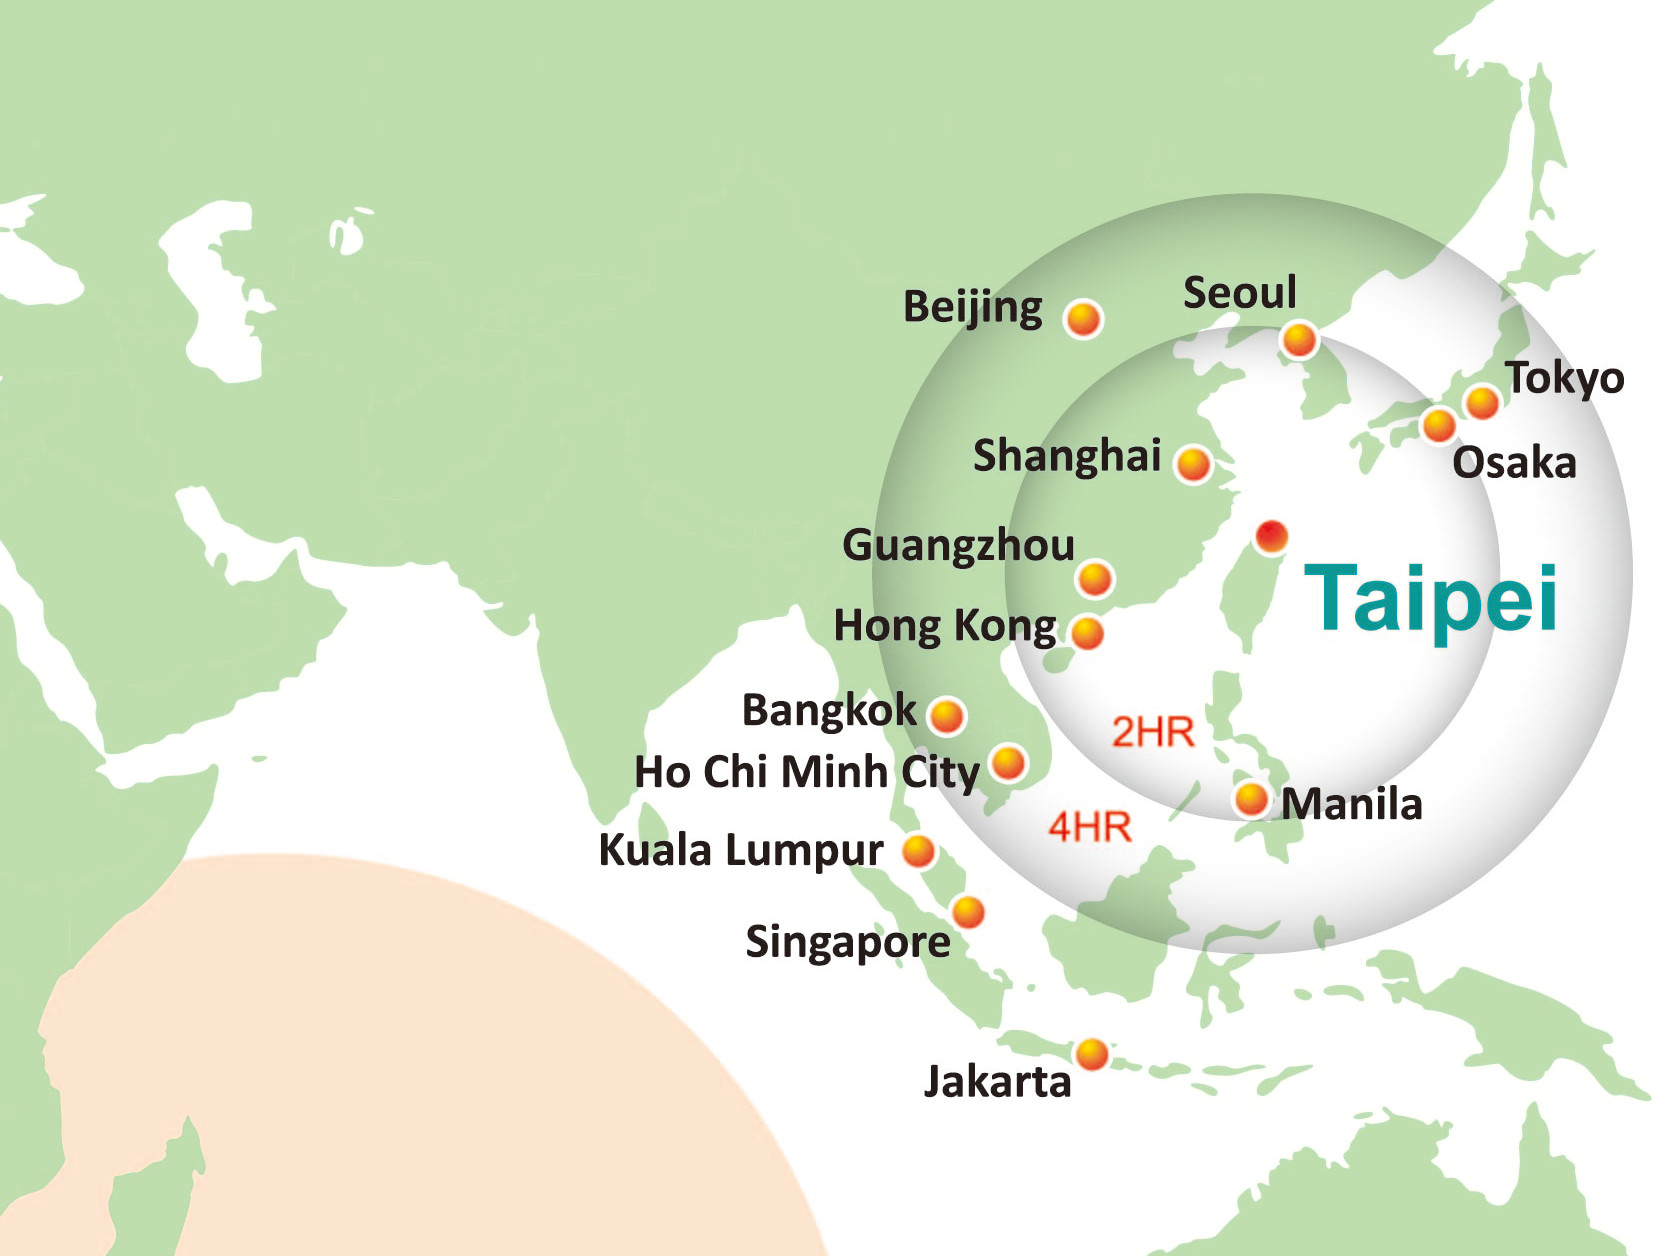 Seoul
Beijing
Tokyo
Shanghai
Osaka
Guangzhou
Taipei
Hong Kong
Bangkok
2HR
Ho Chi Minh City
Manila
4HR
Kuala Lumpur
Singapore
Jakarta